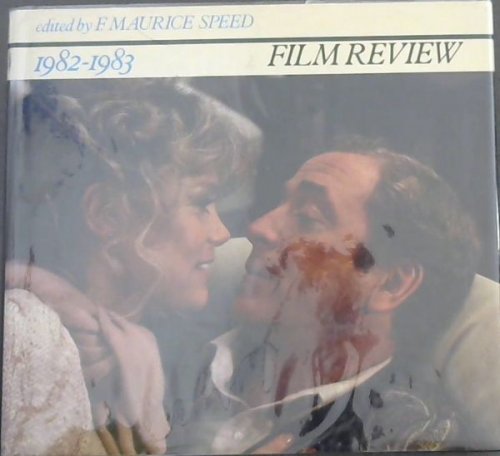 edited by F. MAURICE SPEED
1982-1983 FILM REVIEW